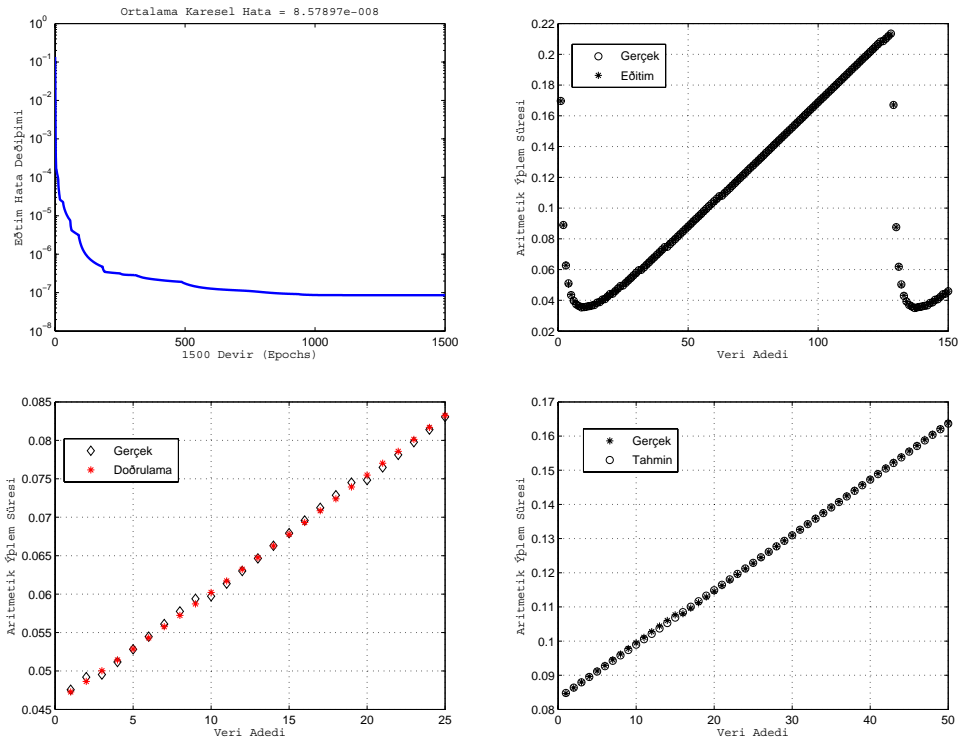 Ortalama Karesel Hata = 8.57897e-008
10^0
10^-1
10^-2
10^-3
10^-4
10^-5
10^-6
10^-7
10^-8
Eðtim Hata Deðiþimi
0 500 1000 1500
1500 Devir (Epochs)
0.22
0.2
0.18
0.16
0.14
0.12
0.1
0.08
0.06
0.04
0.02
Aritmetik Ýþlem Süresi
Gerçek
Eðitim
0 50 100 150
Veri Adedi
0.085
0.08
0.075
0.07
0.065
0.06
0.055
0.05
0.045
Aritmetik Ýþlem Süresi
Gerçek
Doðrulama
0 5 10 15 20 25
Veri Adedi
0.17
0.16
0.15
0.14
0.13
0.12
0.11
0.1
0.09
0.08
Aritmetik Ýþlem Süresi
Gerçek
Tahmin
0 10 20 30 40 50
Veri Adedi